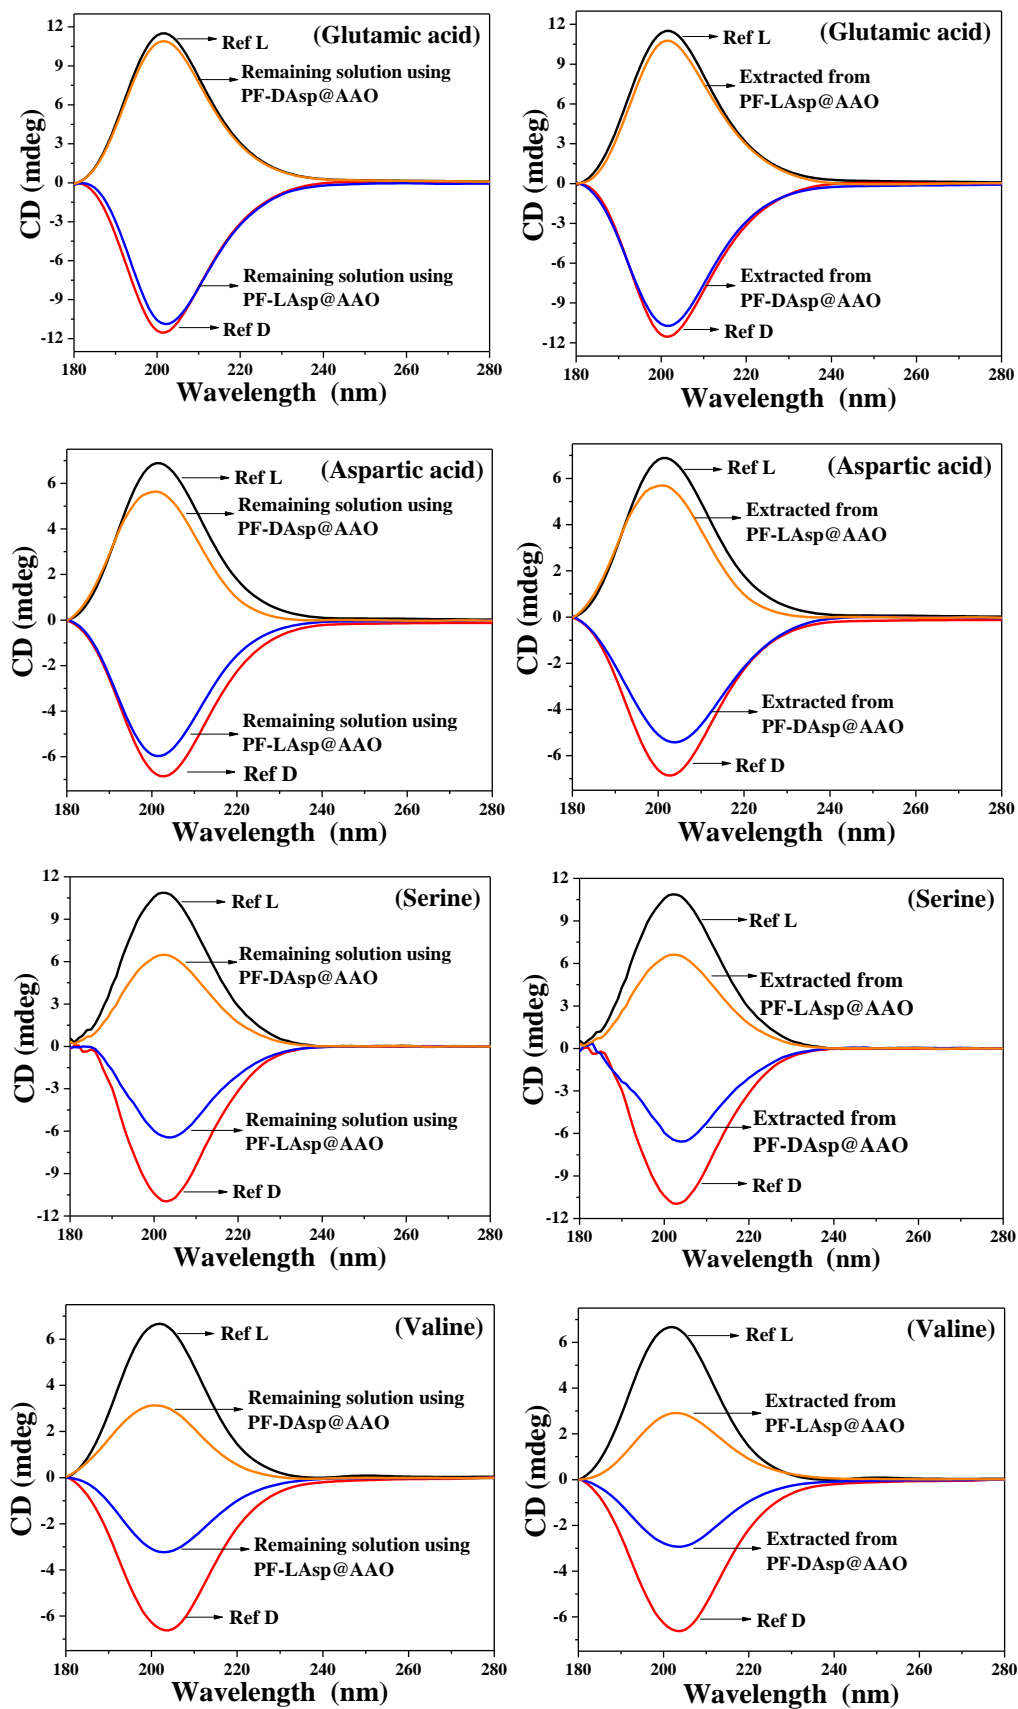 (Glutamic acid)
Ref L
Remaining solution using
PF-DAsp@AAO
Remaining solution using
PF-LAsp@AAO
Ref D
CD (mdeg)
12
9
6
3
0
-3
-6
-9
-12
180 200 220 240 260 280
Wavelength (nm)
(Glutamic acid)
Ref L
Extracted from
PF-LAsp@AAO
Extracted from
PF-DAsp@AAO
Ref D
CD (mdeg)
12
9
6
3
0
-3
-6
-9
-12
180 200 220 240 260 280
Wavelength (nm)
(Aspartic acid)
Ref L
Remaining solution using
PF-DAsp@AAO
Remaining solution using
PF-LAsp@AAO
Ref D
CD (mdeg)
6
4
2
0
-2
-4
-6
180 200 220 240 260 280
Wavelength (nm)
(Aspartic acid)
Ref L
Extracted from
PF-LAsp@AAO
Extracted from
PF-DAsp@AAO
Ref D
CD (mdeg)
6
4
2
0
-2
-4
-6
180 200 220 240 260 280
Wavelength (nm)
(Serine)
Ref L
Remaining solution using
PF-DAsp@AAO
Remaining solution using
PF-LAsp@AAO
Ref D
CD (mdeg)
12
9
6
3
0
-3
-6
-9
-12
180 200 220 240 260 280
Wavelength (nm)
(Serine)
Ref L
Extracted from
PF-LAsp@AAO
Extracted from
PF-DAsp@AAO
Ref D
CD (mdeg)
12
9
6
3
0
-3
-6
-9
-12
180 200 220 240 260 280
Wavelength (nm)
(Valine)
Ref L
Remaining solution using
PF-DAsp@AAO
Remaining solution using
PF-LAsp@AAO
Ref D
CD (mdeg)
6
4
2
0
-2
-4
-6
180 200 220 240 260 280
Wavelength (nm)
(Valine)
Ref L
Extracted from
PF-LAsp@AAO
Extracted from
PF-DAsp@AAO
Ref D
CD (mdeg)
6
4
2
0
-2
-4
-6
180 200 220 240 260 280
Wavelength (nm)